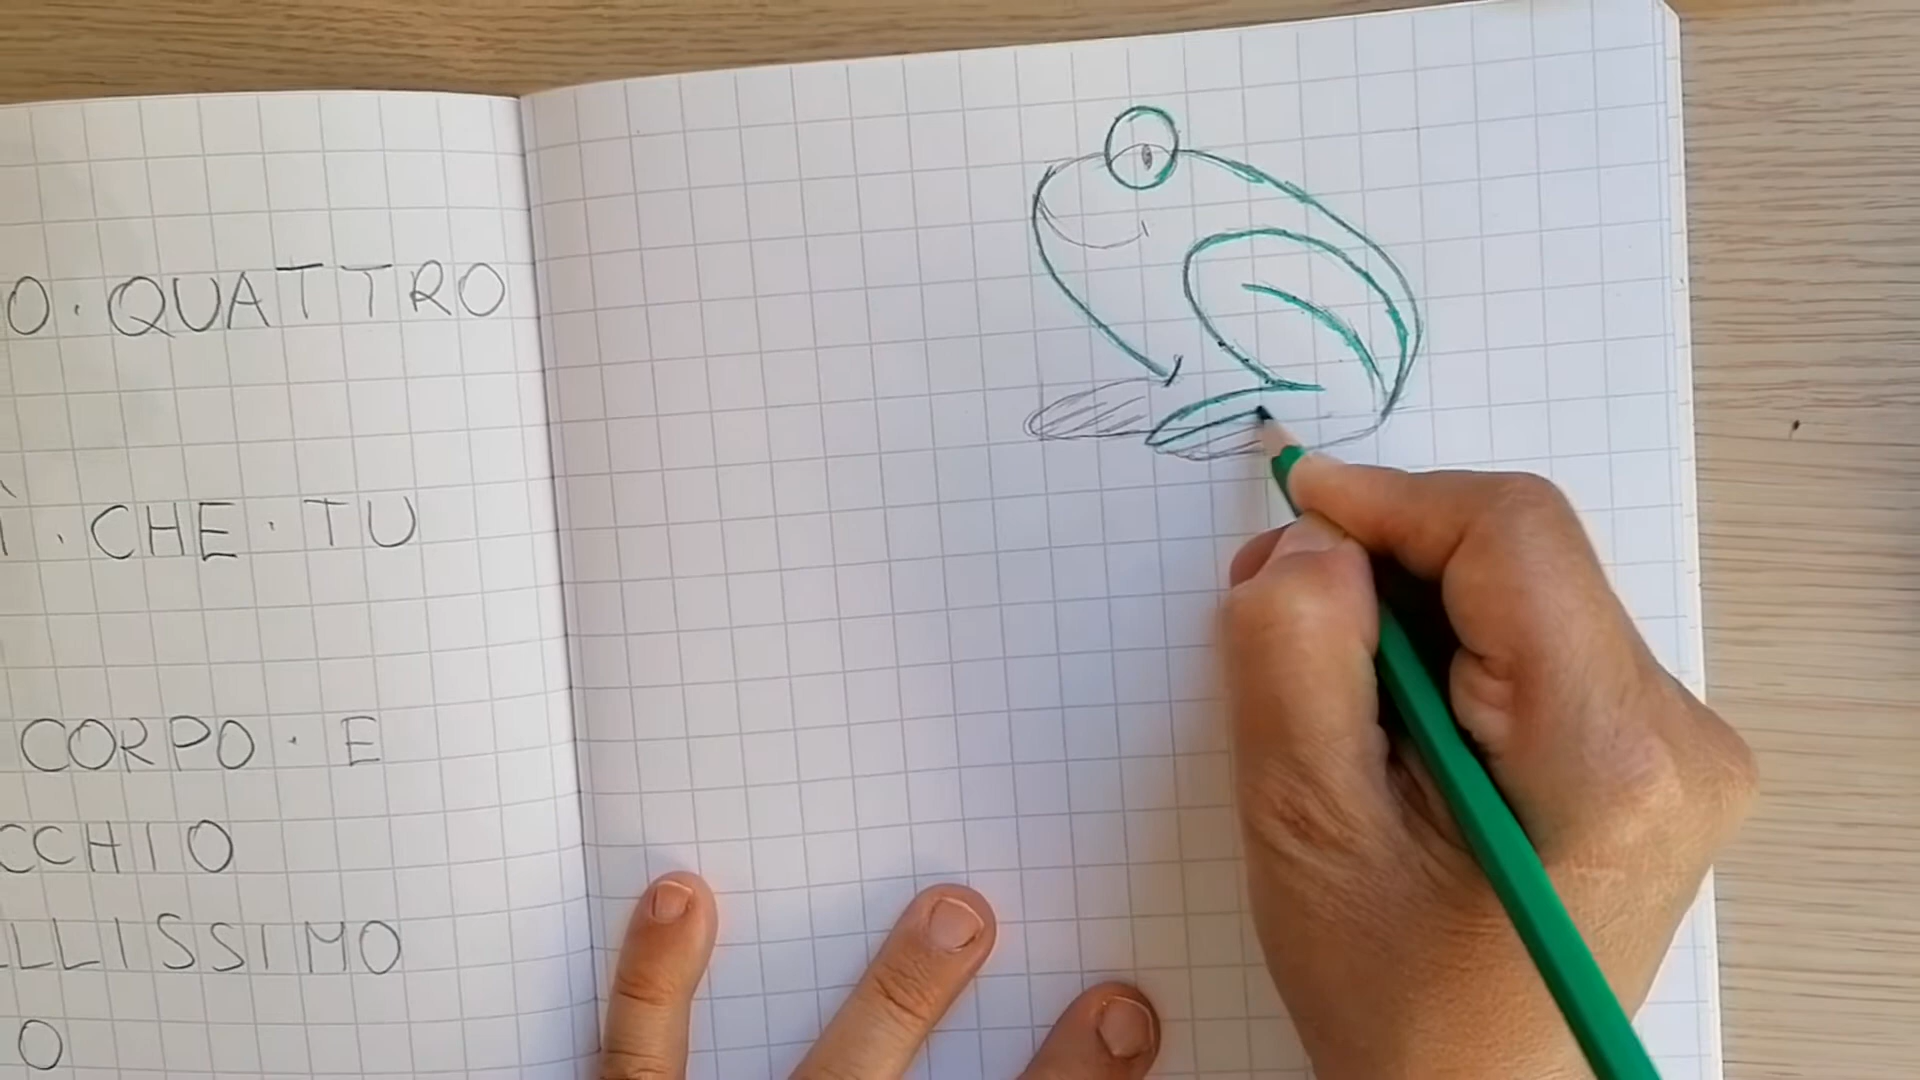 O · QUATTRO
Ì · CHE · TU
CORPO · E
CCHIO
LLISSIMO
O